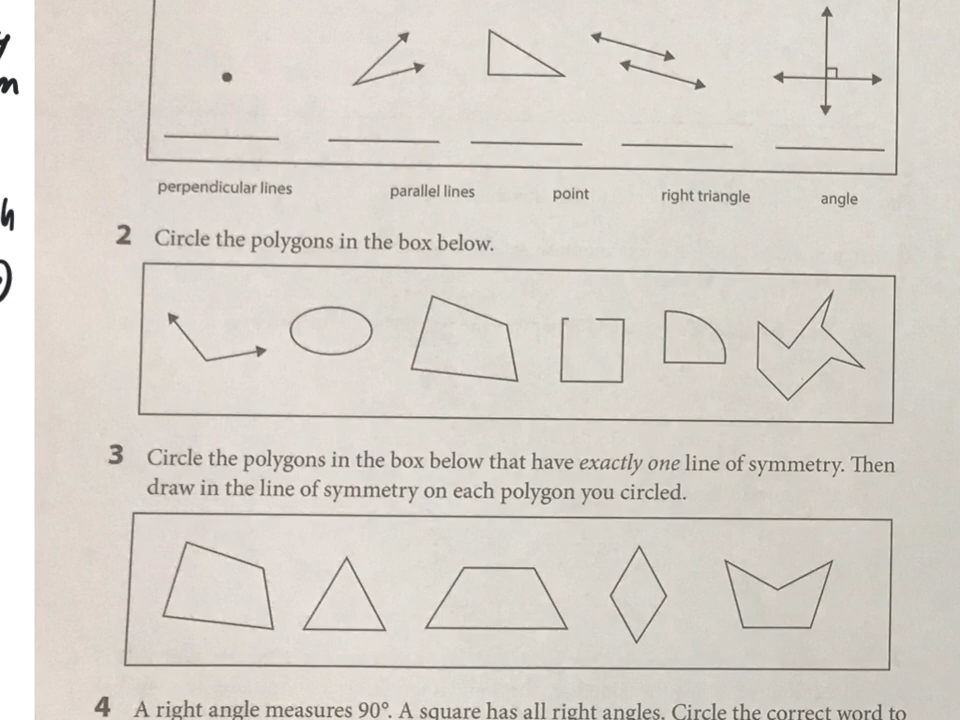 perpendicular lines parallel lines point right triangle angle
2 Circle the polygons in the box below.
3 Circle the polygons in the box below that have exactly one line of symmetry. Then
draw in the line of symmetry on each polygon you circled.
4 A right angle measures 90°. A square has all right angles. Circle the correct word to